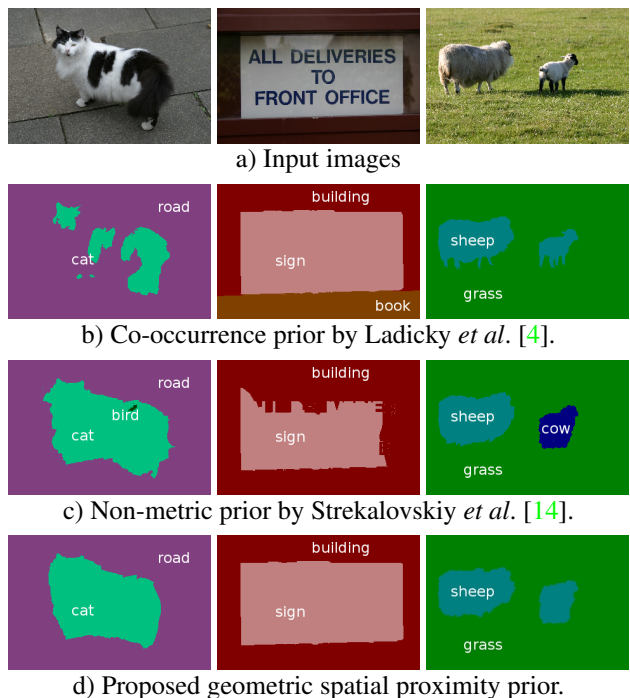 ALL DELIVERIES
TO
FRONT OFFICE
a) Input images
road
cat
building
sign
book
sheep
grass
b) Co-occurrence prior by Ladicky et al. [4].
road
bird
cat
building
sign
sheep
cow
grass
c) Non-metric prior by Strekalovskiy et al. [14].
road
cat
building
sign
sheep
grass
d) Proposed geometric spatial proximity prior.